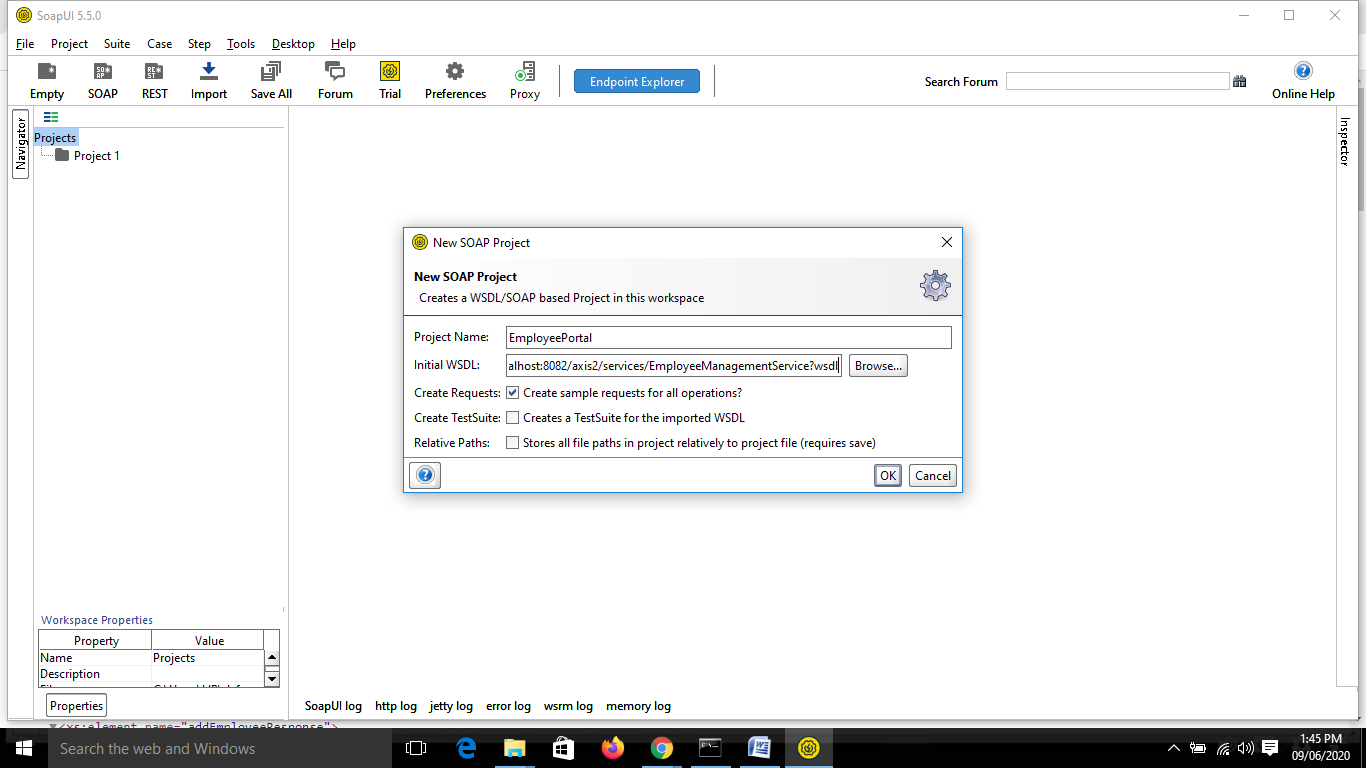 SoapUI 5.5.0
File Project Suite Case Step Tools Desktop Help
Empty SOAP REST Import Save All Forum Trial Preferences Proxy Endpoint Explorer Search Forum Online Help
Navigator
Projects
Project 1
Inspector
New SOAP Project
New SOAP Project
Creates a WSDL/SOAP based Project in this workspace
Project Name: EmployeePortal
Initial WSDL: alhost:8082/axis2/services/EmployeeManagementService?wsdl Browse...
Create Requests: Create sample requests for all operations?
Create TestSuite: Creates a TestSuite for the imported WSDL
Relative Paths: Stores all file paths in project relatively to project file (requires save)
OK Cancel
Workspace Properties
Property Value
Name Projects
Description
Properties
SoapUI log http log jetty log error log wsrm log memory log
<xs:element name="addEmployeeResponse">
Search the web and Windows
1:45 PM
09/06/2020